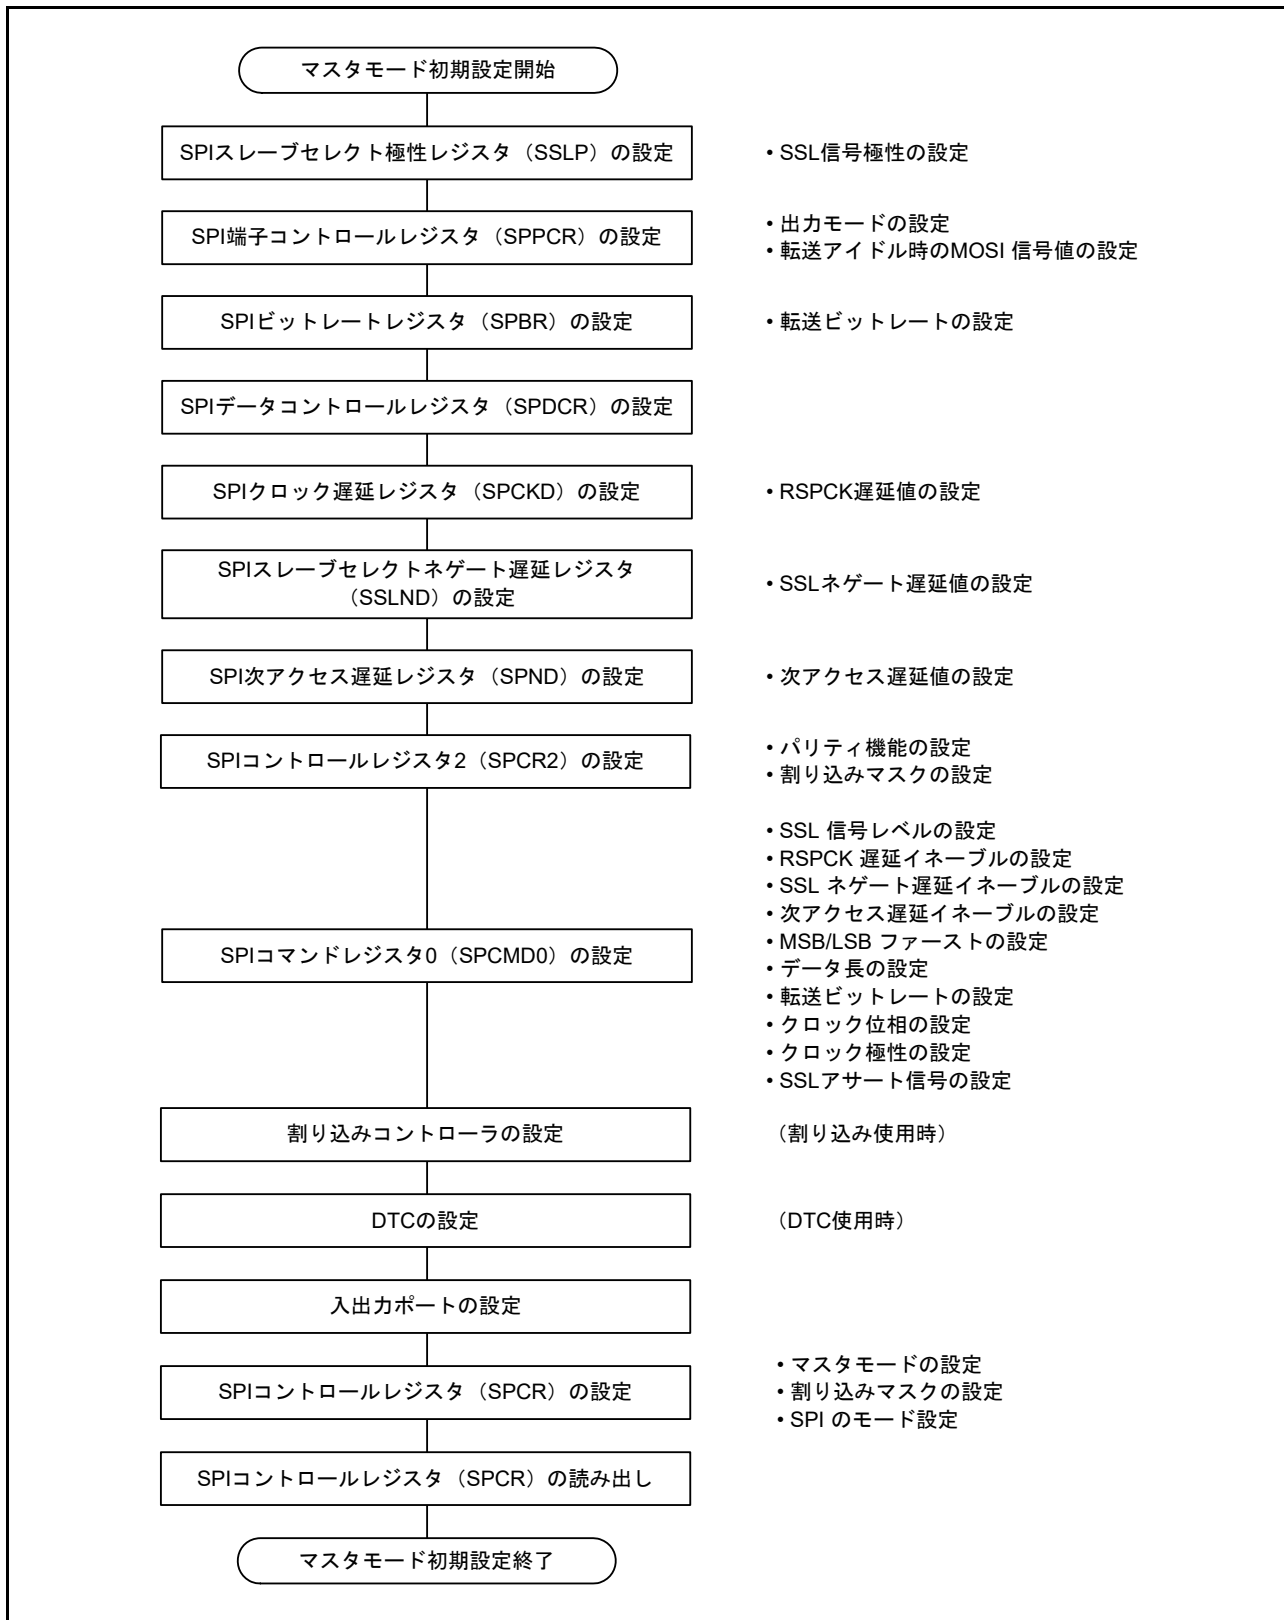 マスタモード初期設定開始
SPIスレーブセレクト極性レジスタ（SSLP）の設定
• SSL信号極性の設定
SPI端子コントロールレジスタ（SPPCR）の設定
• 出力モードの設定
• 転送アイドル時のMOSI 信号値の設定
SPIビットレートレジスタ（SPBR）の設定
• 転送ビットレートの設定
SPIデータコントロールレジスタ（SPDCR）の設定
SPIクロック遅延レジスタ（SPCKD）の設定
• RSPCK遅延値の設定
SPIスレーブセレクトネゲート遅延レジスタ
（SSLND）の設定
• SSLネゲート遅延値の設定
SPI次アクセス遅延レジスタ（SPND）の設定
• 次アクセス遅延値の設定
SPIコントロールレジスタ2（SPCR2）の設定
• パリティ機能の設定
• 割り込みマスクの設定
SPIコマンドレジスタ0（SPCMD0）の設定
• SSL 信号レベルの設定
• RSPCK 遅延イネーブルの設定
• SSL ネゲート遅延イネーブルの設定
• 次アクセス遅延イネーブルの設定
• MSB/LSB ファーストの設定
• データ長の設定
• 転送ビットレートの設定
• クロック位相の設定
• クロック極性の設定
• SSLアサート信号の設定
割り込みコントローラの設定
（割り込み使用時）
DTCの設定
（DTC使用時）
入出力ポートの設定
SPIコントロールレジスタ（SPCR）の設定
• マスタモードの設定
• 割り込みマスクの設定
• SPI のモード設定
SPIコントロールレジスタ（SPCR）の読み出し
マスタモード初期設定終了